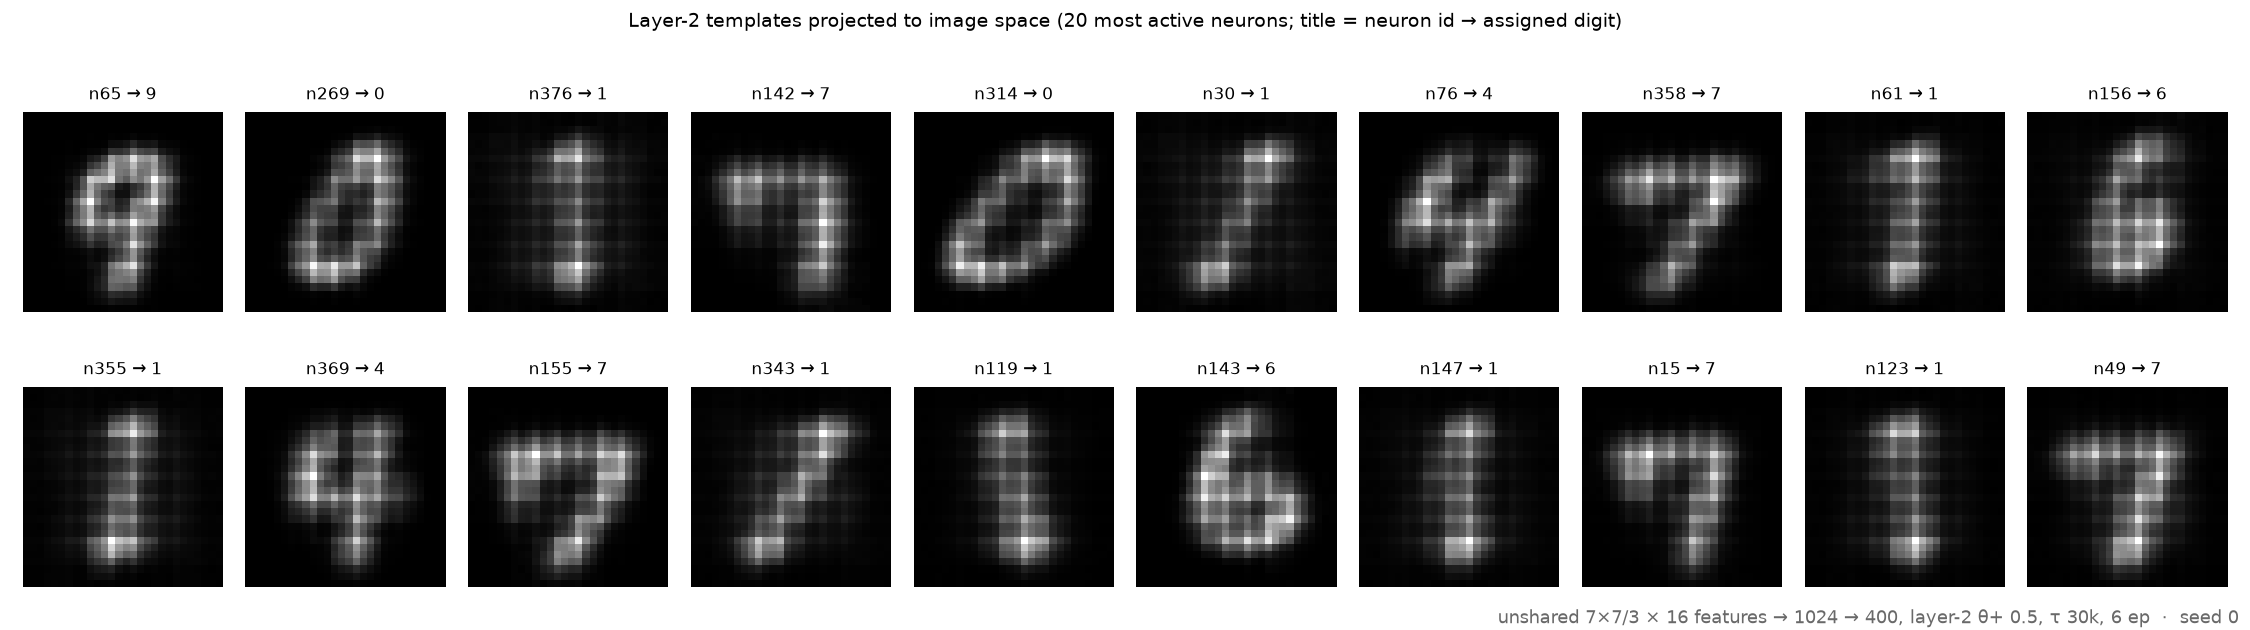 Layer-2 templates projected to image space (20 most active neurons; title = neuron id → assigned digit)
n65 → 9 n269 → 0 n376 → 1 n142 → 7 n314 → 0 n30 → 1 n76 → 4 n358 → 7 n61 → 1 n156 → 6
n355 → 1 n369 → 4 n155 → 7 n343 → 1 n119 → 1 n143 → 6 n147 → 1 n15 → 7 n123 → 1 n49 → 7
unshared 7×7/3 × 16 features → 1024 → 400, layer-2 θ+ 0.5, τ 30k, 6 ep · seed 0